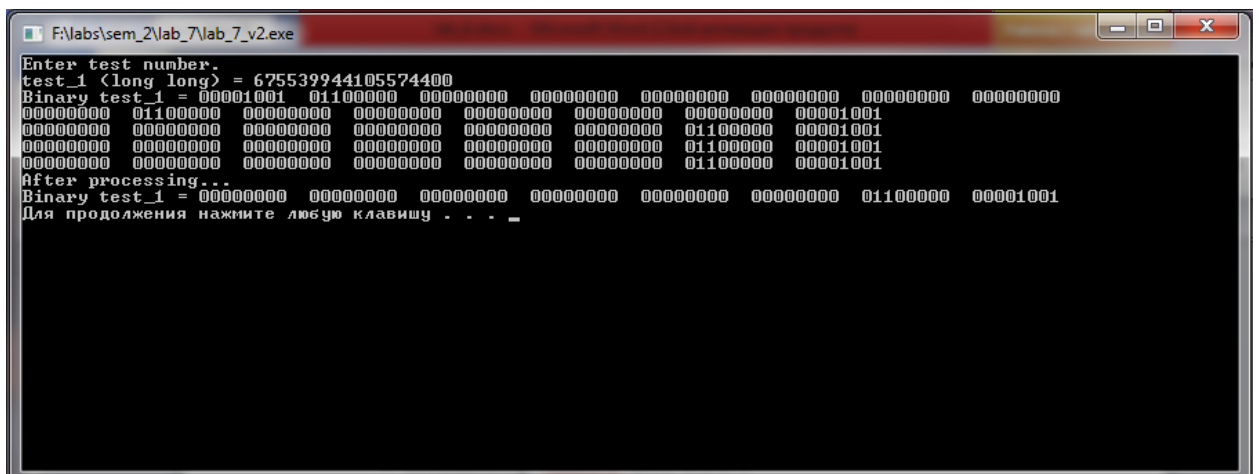 F:\labs\sem_2\lab_7\lab_7_v2.exe
Enter test number.
test_1 (long long) = 675539944105574400
Binary test_1 = 00001001 01100000 00000000 00000000 00000000 00000000 00000000 00000000
00000000 01100000 00000000 00000000 00000000 00000000 00000000 00001001
00000000 00000000 00000000 00000000 00000000 00000000 01100000 00001001
00000000 00000000 00000000 00000000 00000000 00000000 01100000 00001001
00000000 00000000 00000000 00000000 00000000 00000000 01100000 00001001
After processing...
Binary test_1 = 00000000 00000000 00000000 00000000 00000000 00000000 01100000 00001001
Для продолжения нажмите любую клавишу . . . _